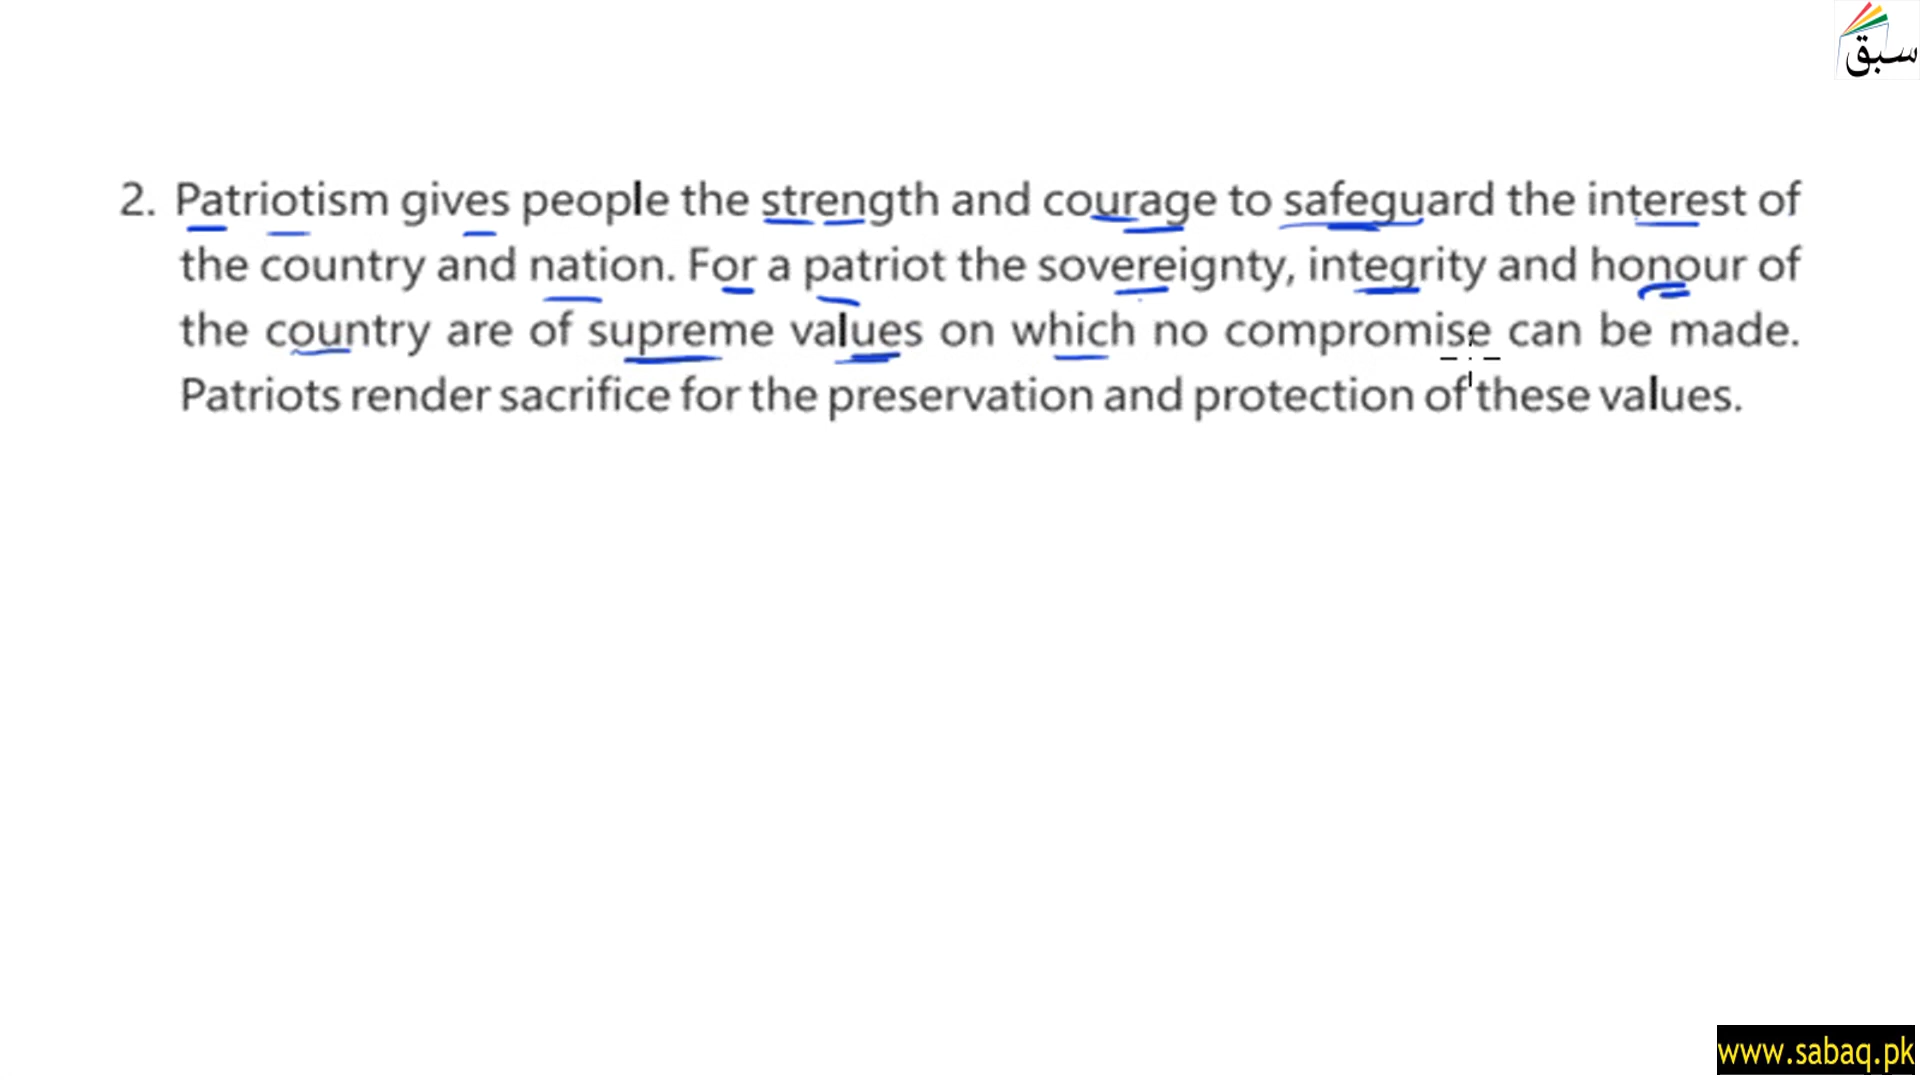 سبق
2. Patriotism gives people the strength and courage to safeguard the interest of
the country and nation. For a patriot the sovereignty, integrity and honour of
the country are of supreme values on which no compromise can be made.
Patriots render sacrifice for the preservation and protection of these values.
www.sabaq.pk